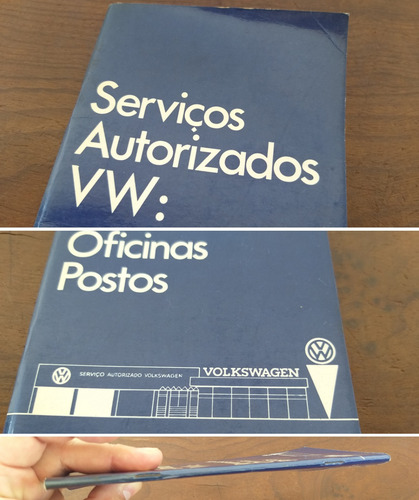 Serviços
Autorizados
VW:
Oficinas
Postos
SERVIÇO AUTORIZADO VOLKSWAGEN
VOLKSWAGEN